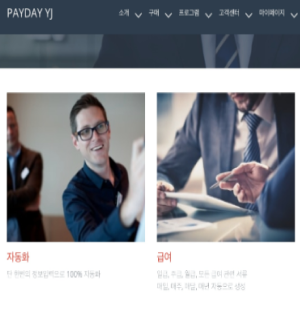 PAYDAY YJ
소개 구매 프로그램 고객센터 마이페이지
자동화
단 한번의 정보입력으로 100% 자동화
급여
일급, 주급, 월급, 모든 급여 관련 서류
매일, 매주, 매달, 매년 자동으로 생성